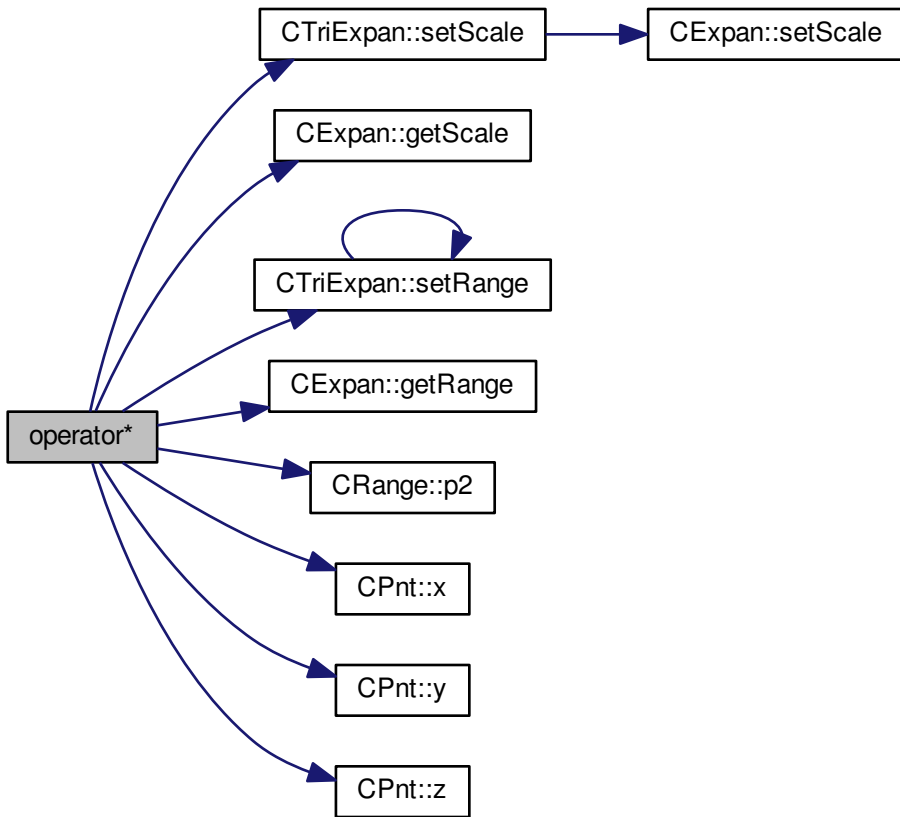 CTriExpan::setScale
CExpan::setScale
CExpan::getScale
CTriExpan::setRange
CExpan::getRange
operator*
CRange::p2
CPnt::x
CPnt::y
CPnt::z